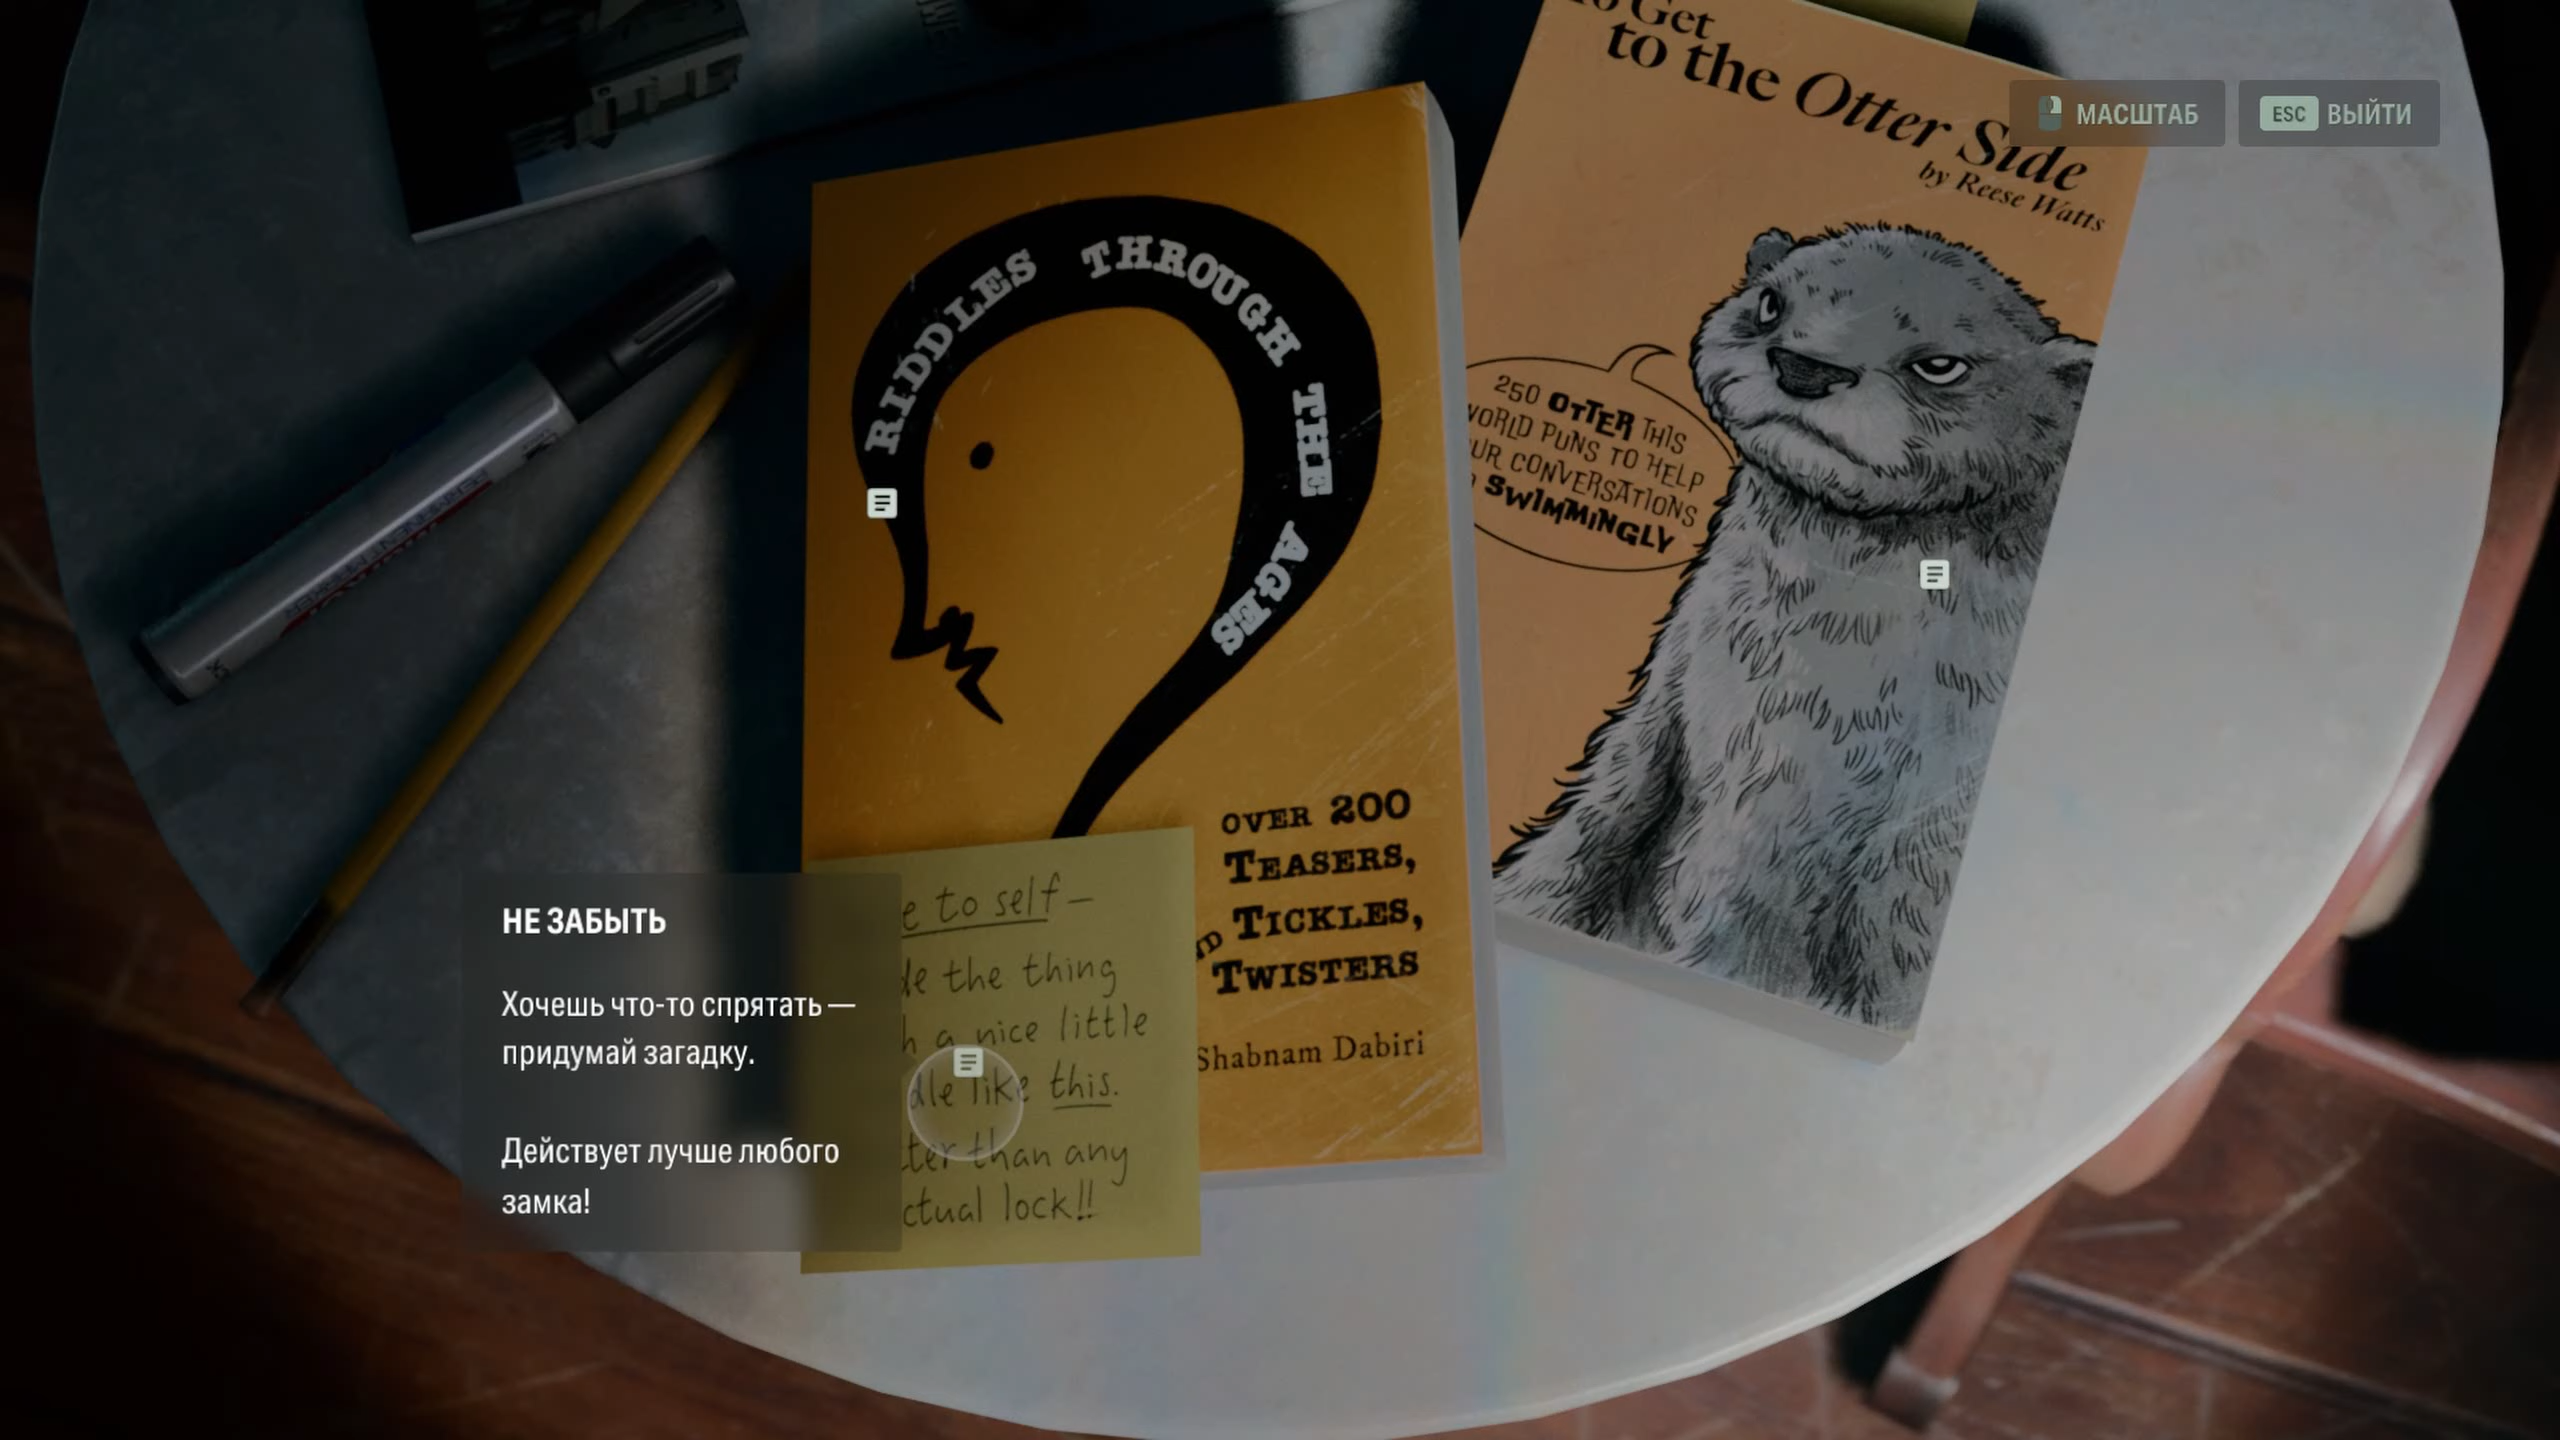 to Get
to the Otter Side
by Reese Watts
МАСШТАБ
ESC ВЫЙТИ
RIDDLES THROUGH THE AGES
250 OTTER THIS
PUNS TO HELP
CONVERSATIONS
SWIMMINGLY
OVER 200
TEASERS,
TICKLES,
TWISTERS
Shabnam Dabiri
to self-
the thing
a nice little
like this.
than any
lock!!
НЕ ЗАБЫТЬ
Хочешь что-то спрятать —
придумай загадку.
Действует лучше любого
замка!